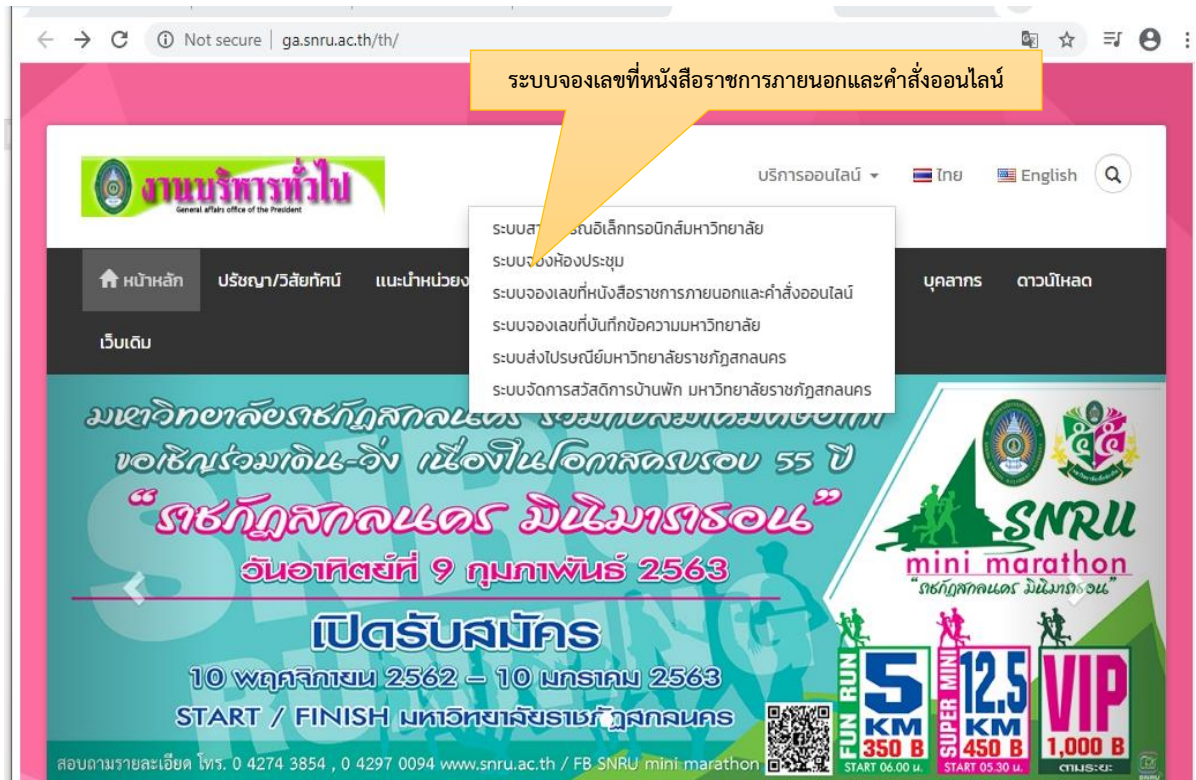 Not secure | ga.snru.ac.th/th/
ระบบจองเลขที่หนังสือราชการภายนอกและคำสั่งออนไลน์
งานบริหารทั่วไป
General affairs office of the President
บริการออนไลน์
ไทย
English
ระบบสารบรรณอิเล็กทรอนิกส์มหาวิทยาลัย
ระบบจองห้องประชุม
ระบบจองเลขที่หนังสือราชการภายนอกและคำสั่งออนไลน์
ระบบจองเลขที่บันทึกข้อความมหาวิทยาลัย
ระบบส่งไปรษณีย์มหาวิทยาลัยราชภัฏสกลนคร
ระบบจัดการสวัสดิการบ้านพัก มหาวิทยาลัยราชภัฏสกลนคร
หน้าหลัก ปรัชญา/วิสัยทัศน์ แนะนำหน่วยง บุคลากร ดาวน์โหลด
เว็บเดิม
มหาวิทยาลัยราชภัฏสกลนคร
ขอเชิญร่วมเดิน-วิ่ง เนื่องในโอกาสครบรอบ 55 ปี
“ราชภัฏสกลนคร มินิมาราธอน”
วันอาทิตย์ที่ 9 กุมภาพันธ์ 2563
เปิดรับสมัคร
10 พฤศจิกายน 2562 – 10 มกราคม 2563
START / FINISH มหาวิทยาลัยราชภัฏสกลนคร
สอบถามรายละเอียด โทร. 0 4274 3854 , 0 4297 0094 www.snru.ac.th / FB SNRU mini marathon
SNRU
RUNNING
SNRU
mini marathon
“ราชภัฏสกลนคร มินิมาราธอน”
FUN RUN
5
KM
350 B
START 06.00 น.
SUPER MINI
12.5
KM
450 B
START 05.30 น.
VIP
1,000 B
ตามระยะ